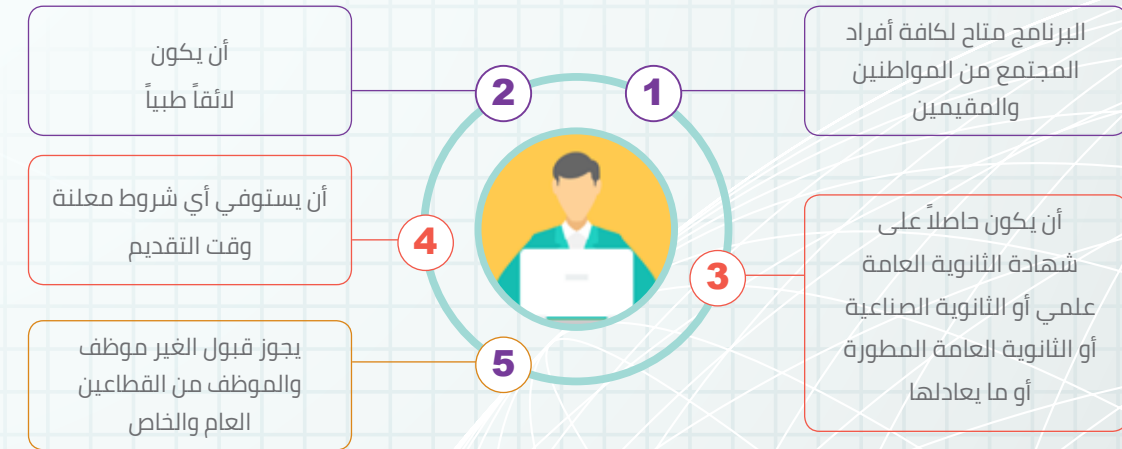 1
البرنامج متاح لكافة أفراد
المجتمع من المواطنين
والمقيمين
2
أن يكون
لائقاً طبياً
3
أن يكون حاصلاً على
شهادة الثانوية العامة
علمي أو الثانوية الصناعية
أو الثانوية العامة المطورة
أو ما يعادلها
4
أن يستوفي أي شروط معلنة
وقت التقديم
5
يجوز قبول الغير موظف
والموظف من القطاعين
العام والخاص